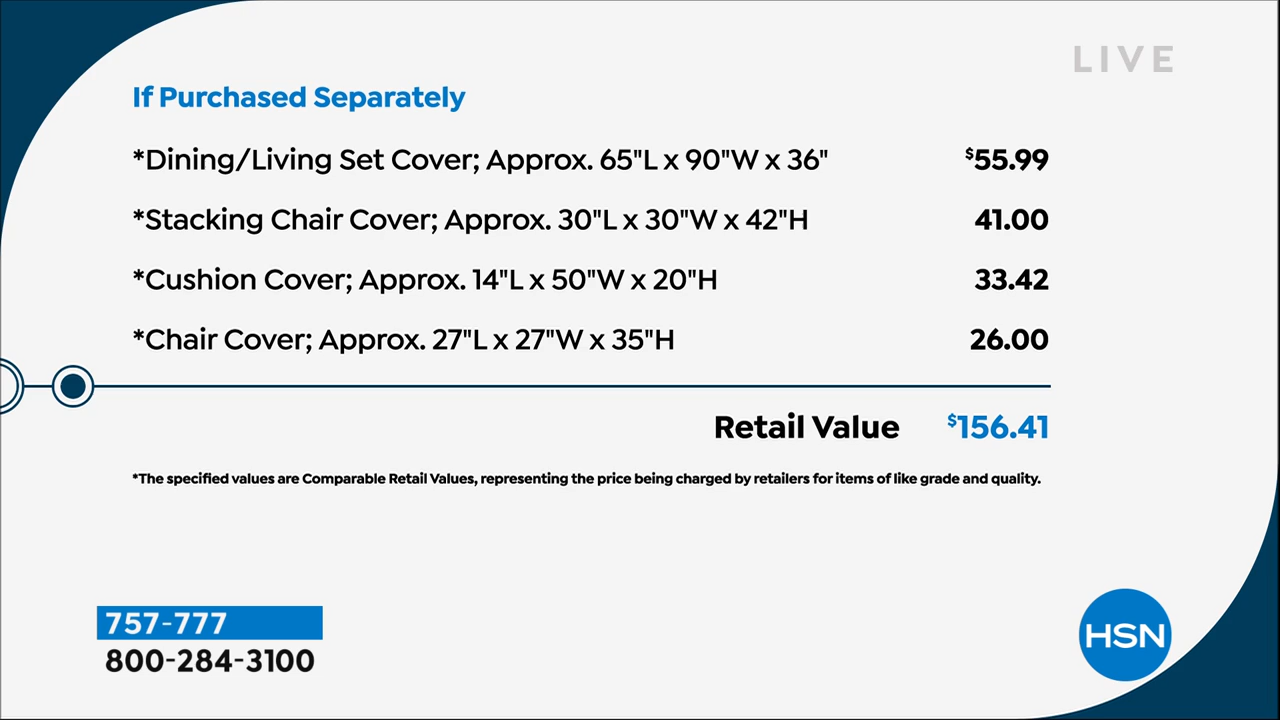 LIVE
If Purchased Separately
*Dining/Living Set Cover; Approx. 65"L x 90"W x 36" $55.99
*Stacking Chair Cover; Approx. 30"L x 30"W x 42"H 41.00
*Cushion Cover; Approx. 14"L x 50"W x 20"H 33.42
*Chair Cover; Approx. 27"L x 27"W x 35"H 26.00
Retail Value $156.41
*The specified values are Comparable Retail Values, representing the price being charged by retailers for items of like grade and quality.
757-777
800-284-3100
HSN